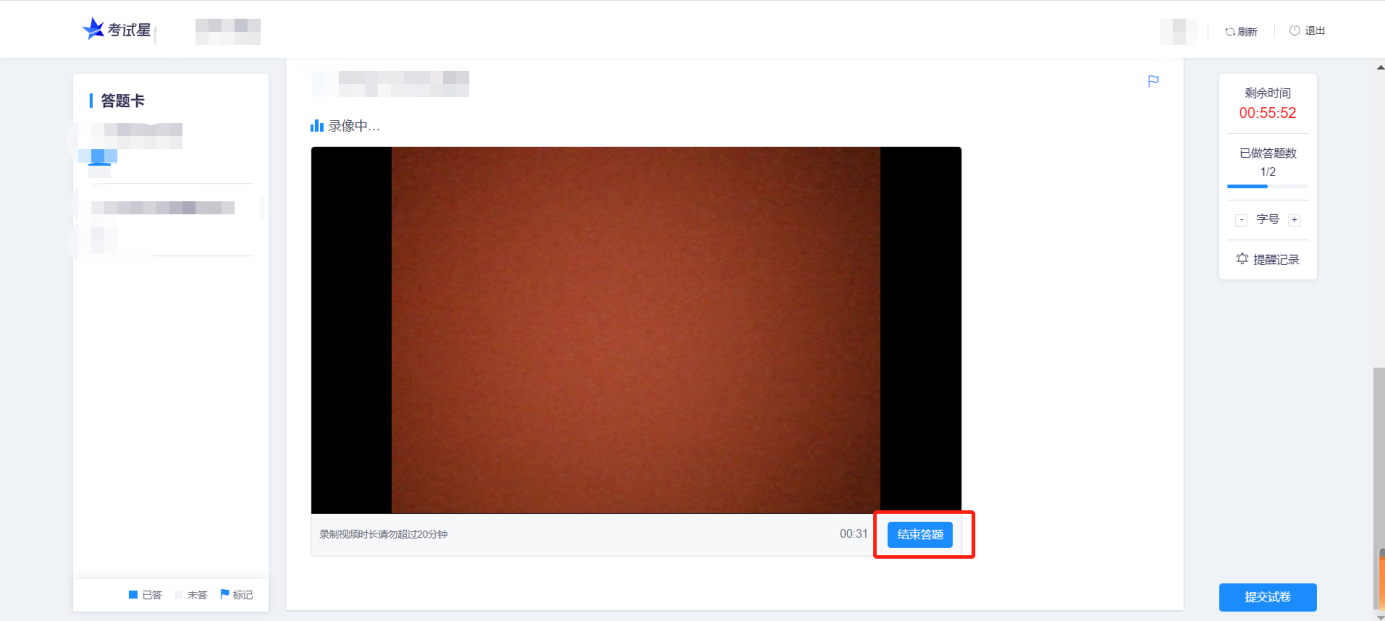 考试星
刷新
退出
答题卡
录像中...
录制视频时长请勿超过20分钟
00:31
结束答题
已答
未答
标记
剩余时间
00:55:52
已做答题数
1/2
- 字号 +
提醒记录
提交试卷